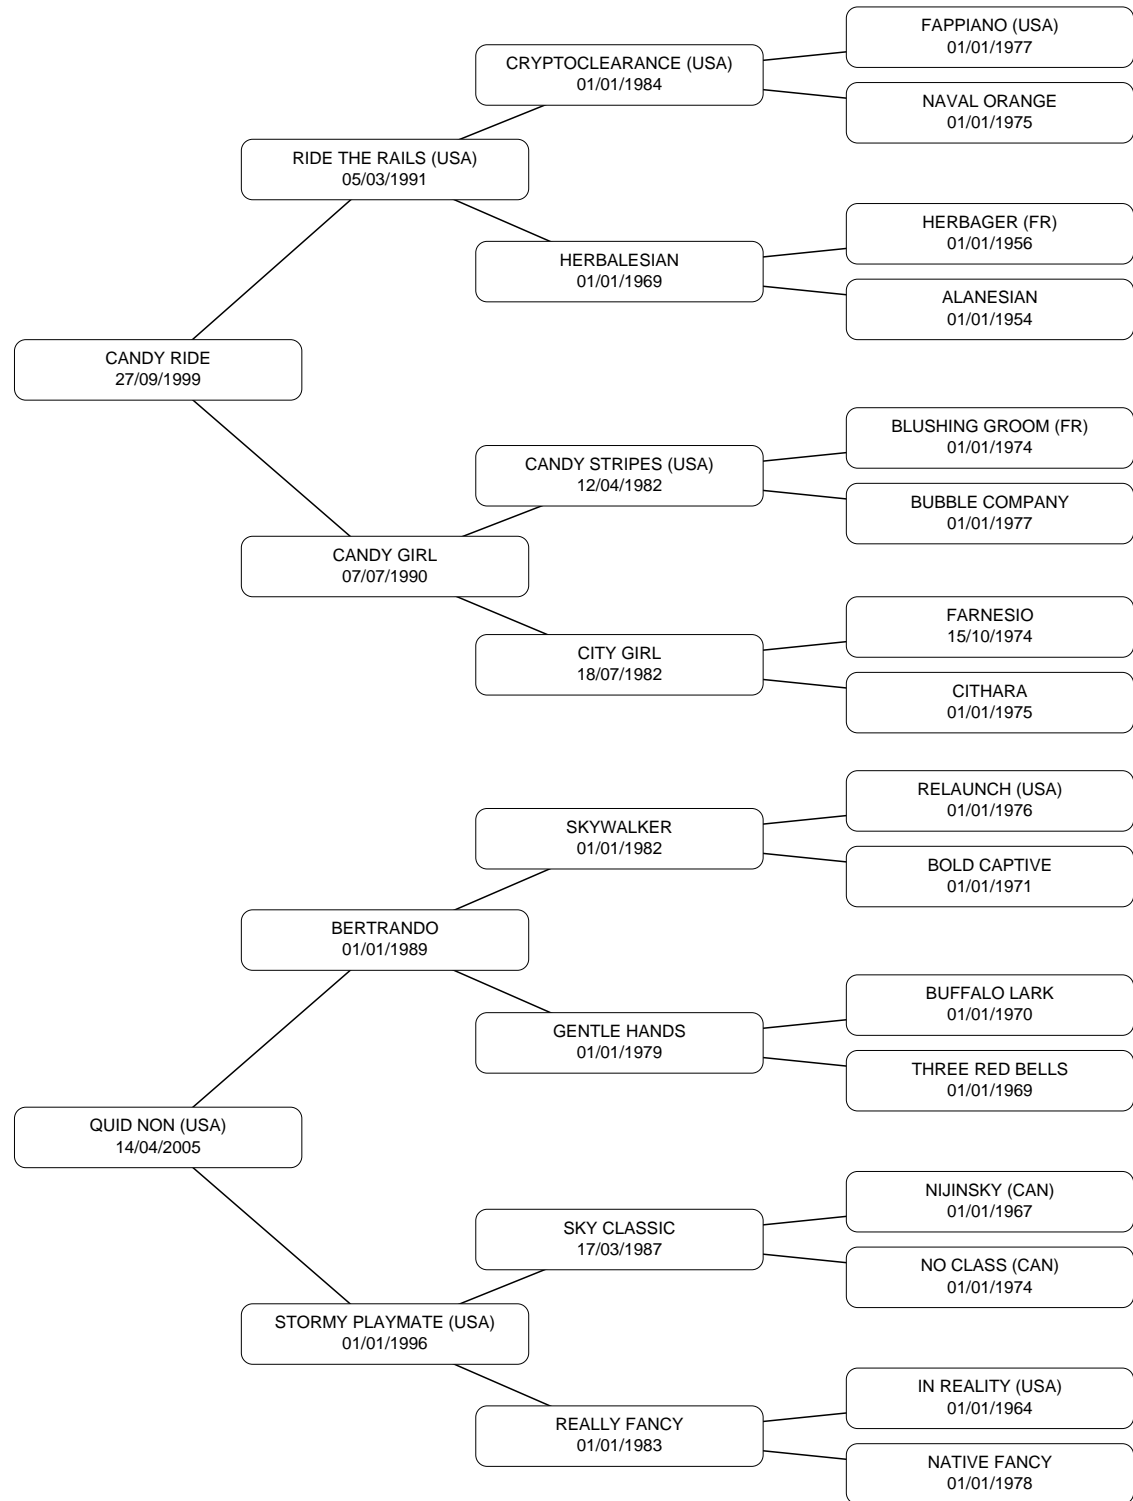 FAPPIANO (USA)
01/01/1977
CRYPTOCLEARANCE (USA)
01/01/1984
NAVAL ORANGE
01/01/1975
RIDE THE RAILS (USA)
05/03/1991
HERBAGER (FR)
01/01/1956
HERBALESIAN
01/01/1969
ALANESIAN
01/01/1954
CANDY RIDE
27/09/1999
BLUSHING GROOM (FR)
01/01/1974
CANDY STRIPES (USA)
12/04/1982
BUBBLE COMPANY
01/01/1977
CANDY GIRL
07/07/1990
FARNESIO
15/10/1974
CITY GIRL
18/07/1982
CITHARA
01/01/1975
RELAUNCH (USA)
01/01/1976
SKYWALKER
01/01/1982
BOLD CAPTIVE
01/01/1971
BERTRANDO
01/01/1989
BUFFALO LARK
01/01/1970
GENTLE HANDS
01/01/1979
THREE RED BELLS
01/01/1969
QUID NON (USA)
14/04/2005
NIJINSKY (CAN)
01/01/1967
SKY CLASSIC
17/03/1987
NO CLASS (CAN)
01/01/1974
STORMY PLAYMATE (USA)
01/01/1996
IN REALITY (USA)
01/01/1964
REALLY FANCY
01/01/1983
NATIVE FANCY
01/01/1978